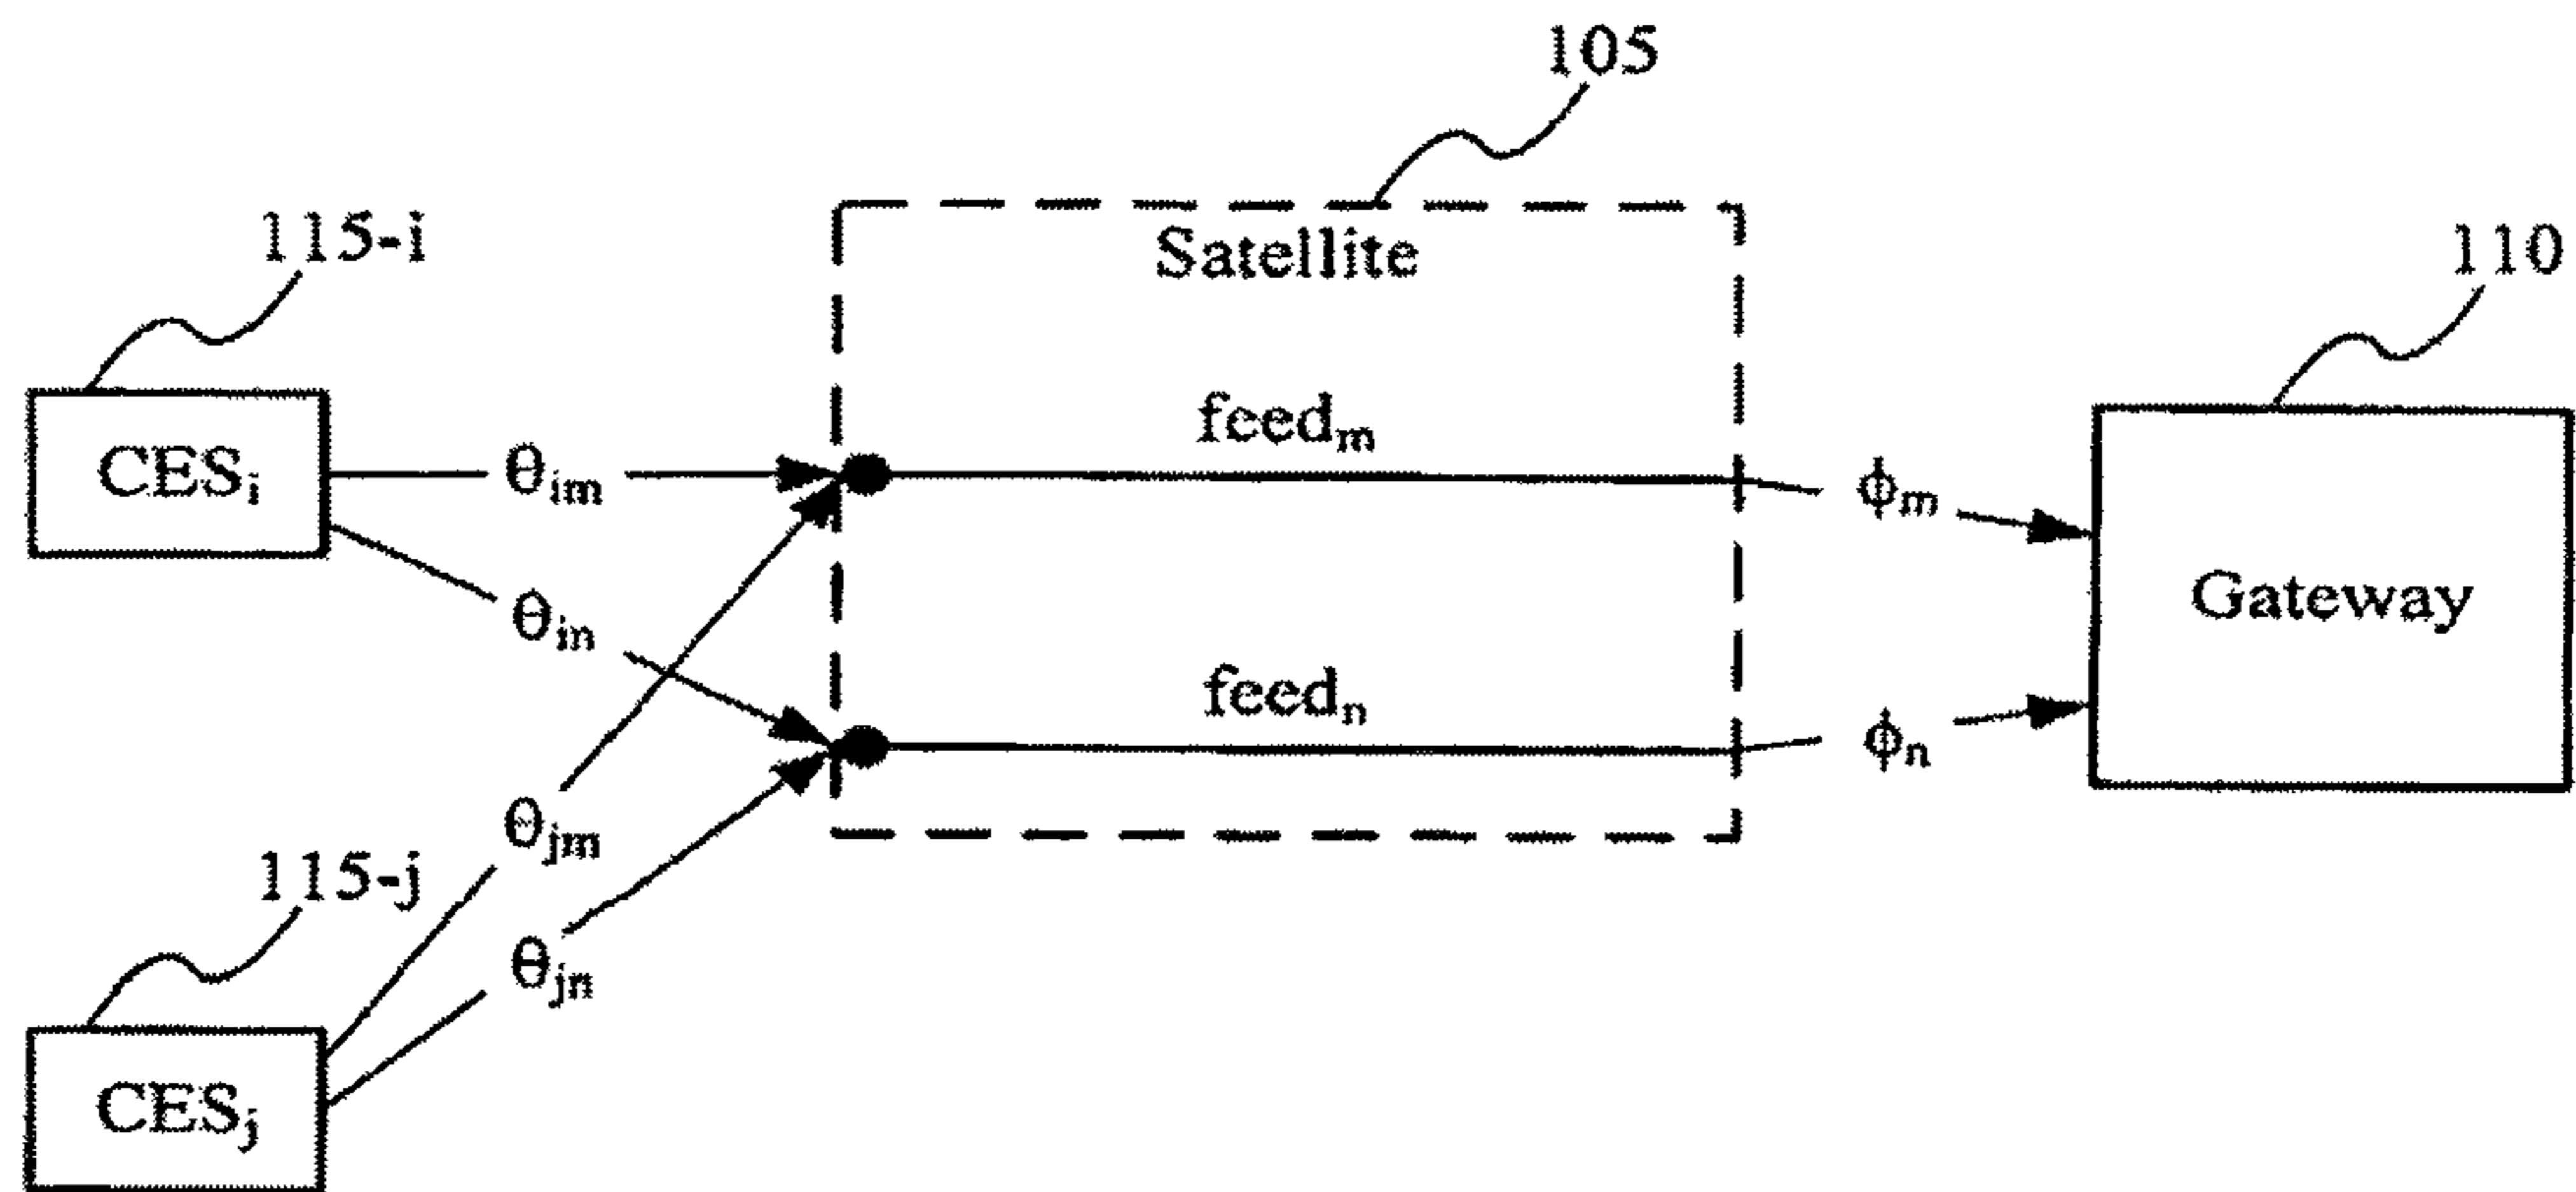 105
115-i
Satellite
110
feedₘ
CESᵢ
θᵢₘ
ϕₘ
θᵢₙ
Gateway
feedₙ
ϕₙ
θⱼₘ
115-j
θⱼₙ
CESⱼ